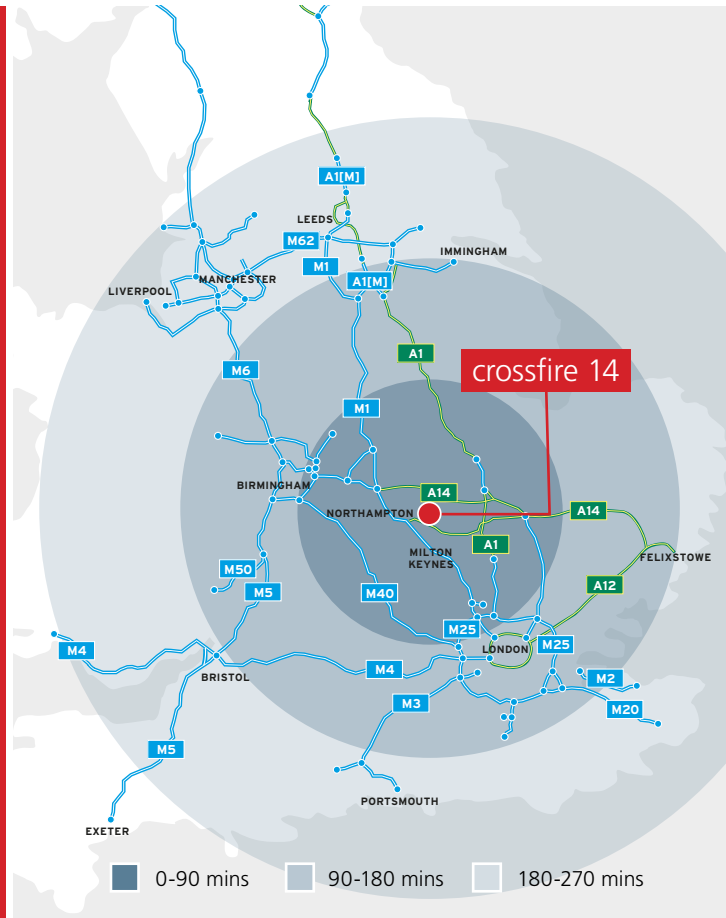 A1[M]
LEEDS
M62
IMMINGHAM
M1
MANCHESTER
A1[M]
LIVERPOOL
A1
M6
crossfire 14
M1
BIRMINGHAM
A14
NORTHAMPTON
A14
A1
MILTON
KEYNES
FELIXSTOWE
M50
A12
M5
M40
M25
M25
LONDON
M4
M4
BRISTOL
M2
M3
M20
M5
PORTSMOUTH
EXETER
0-90 mins
90-180 mins
180-270 mins